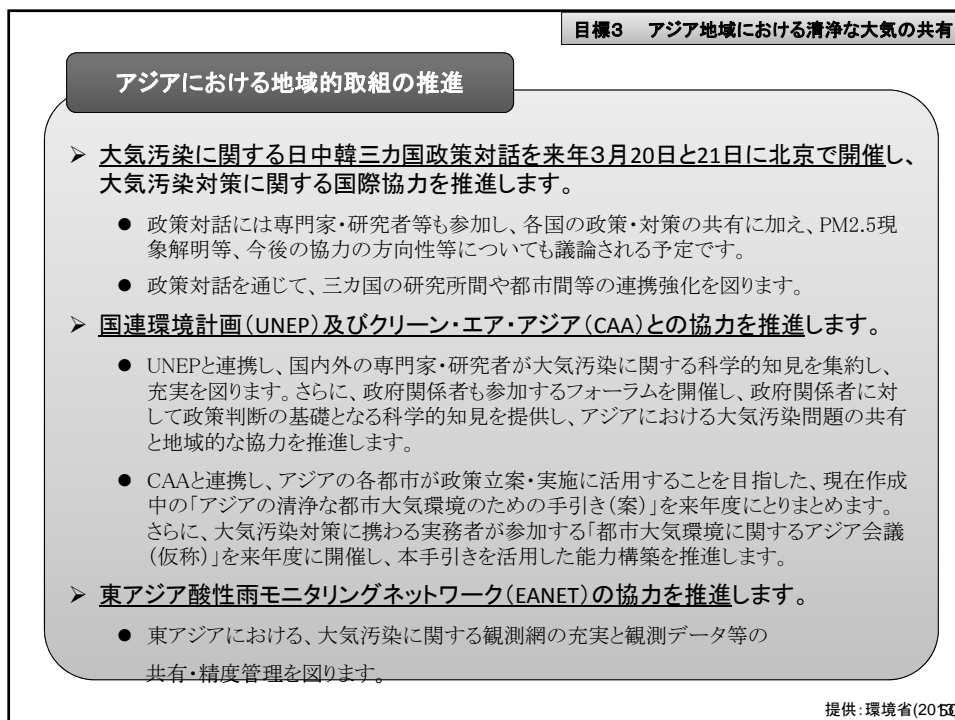 目標3 アジア地域における清浄な大気の共有
アジアにおける地域的取組の推進
➢ 大気汚染に関する日中韓三カ国政策対話を来年３月20日と21日に北京で開催し、
大気汚染対策に関する国際協力を推進します。
● 政策対話には専門家・研究者等も参加し、各国の政策・対策の共有に加え、PM2.5現
象解明等、今後の協力の方向性等についても議論される予定です。
● 政策対話を通じて、三カ国の研究所間や都市間等の連携強化を図ります。
➢ 国連環境計画（UNEP）及びクリーン・エア・アジア（CAA）との協力を推進します。
● UNEPと連携し、国内外の専門家・研究者が大気汚染に関する科学的知見を集約し、
充実を図ります。さらに、政府関係者も参加するフォーラムを開催し、政府関係者に対
して政策判断の基礎となる科学的知見を提供し、アジアにおける大気汚染問題の共有
と地域的な協力を推進します。
● CAAと連携し、アジアの各都市が政策立案・実施に活用することを目指した、現在作成
中の「アジアの清浄な都市大気環境のための手引き（案）」を来年度にとりまとめます。
さらに、大気汚染対策に携わる実務者が参加する「都市大気環境に関するアジア会議
（仮称）」を来年度に開催し、本手引きを活用した能力構築を推進します。
➢ 東アジア酸性雨モニタリングネットワーク（EANET）の協力を推進します。
● 東アジアにおける、大気汚染に関する観測網の充実と観測データ等の
共有・精度管理を図ります。
提供：環境省